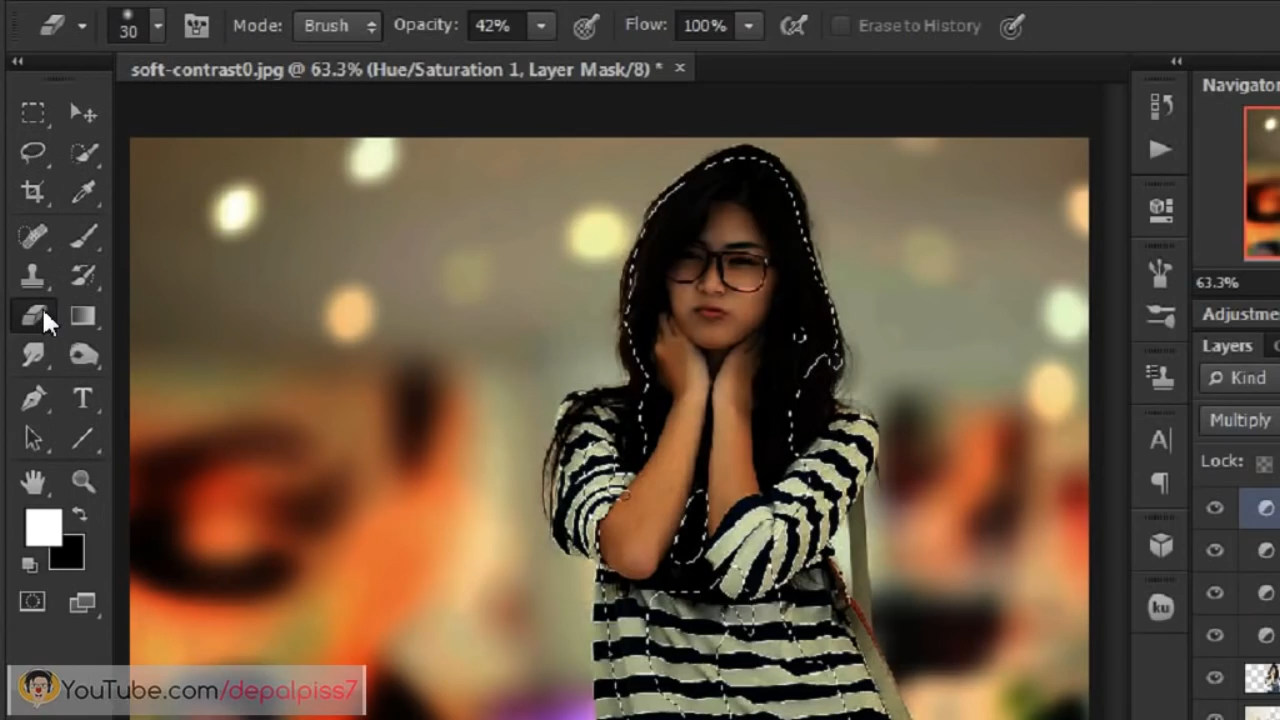 30 Mode: Brush Opacity: 42% Flow: 100% Erase to History
soft-contrast0.jpg @ 63.3% (Hue/Saturation 1, Layer Mask/8) * ×
Navigator
63.3%
Adjustme
Layers
Kind
Multiply
Lock:
T
A
ku
YouTube.com/depalpiss7